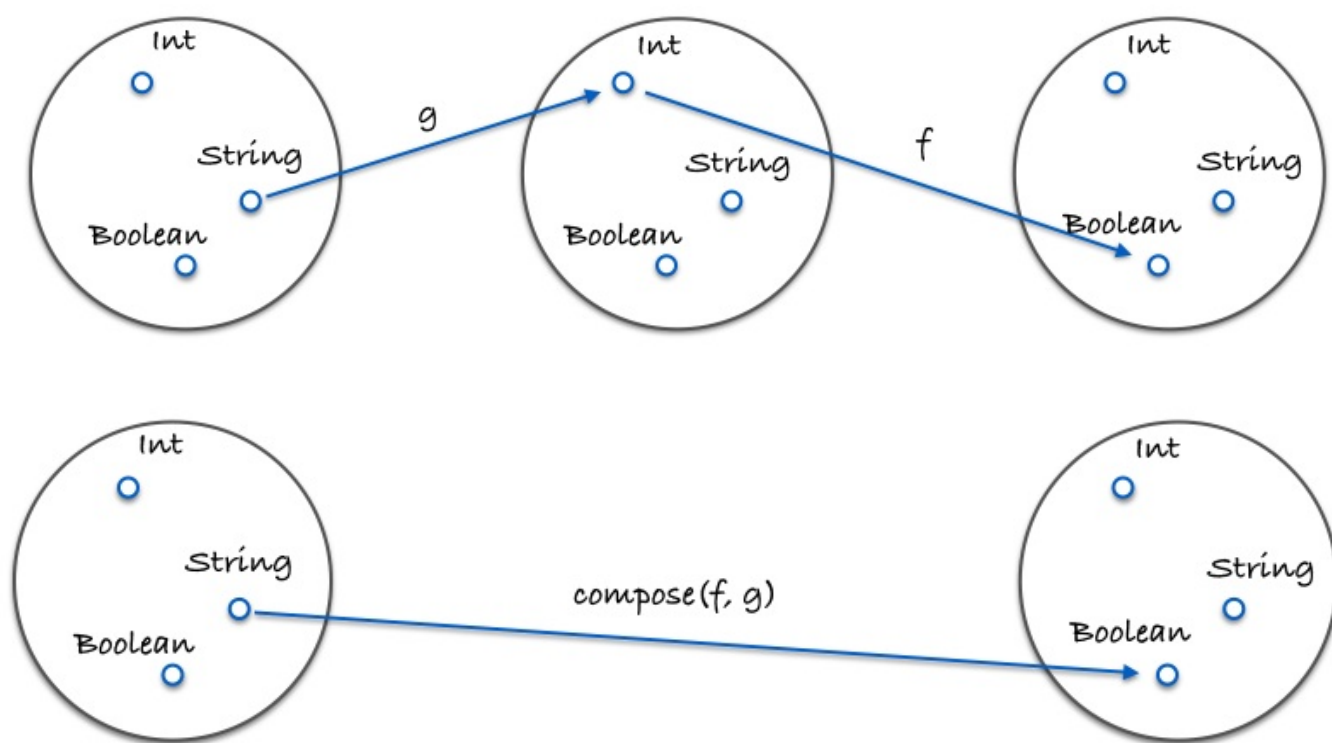 Int
Int
Int
g
f
String
String
String
Boolean
Boolean
Boolean
Int
Int
String
String
compose(f, g)
Boolean
Boolean